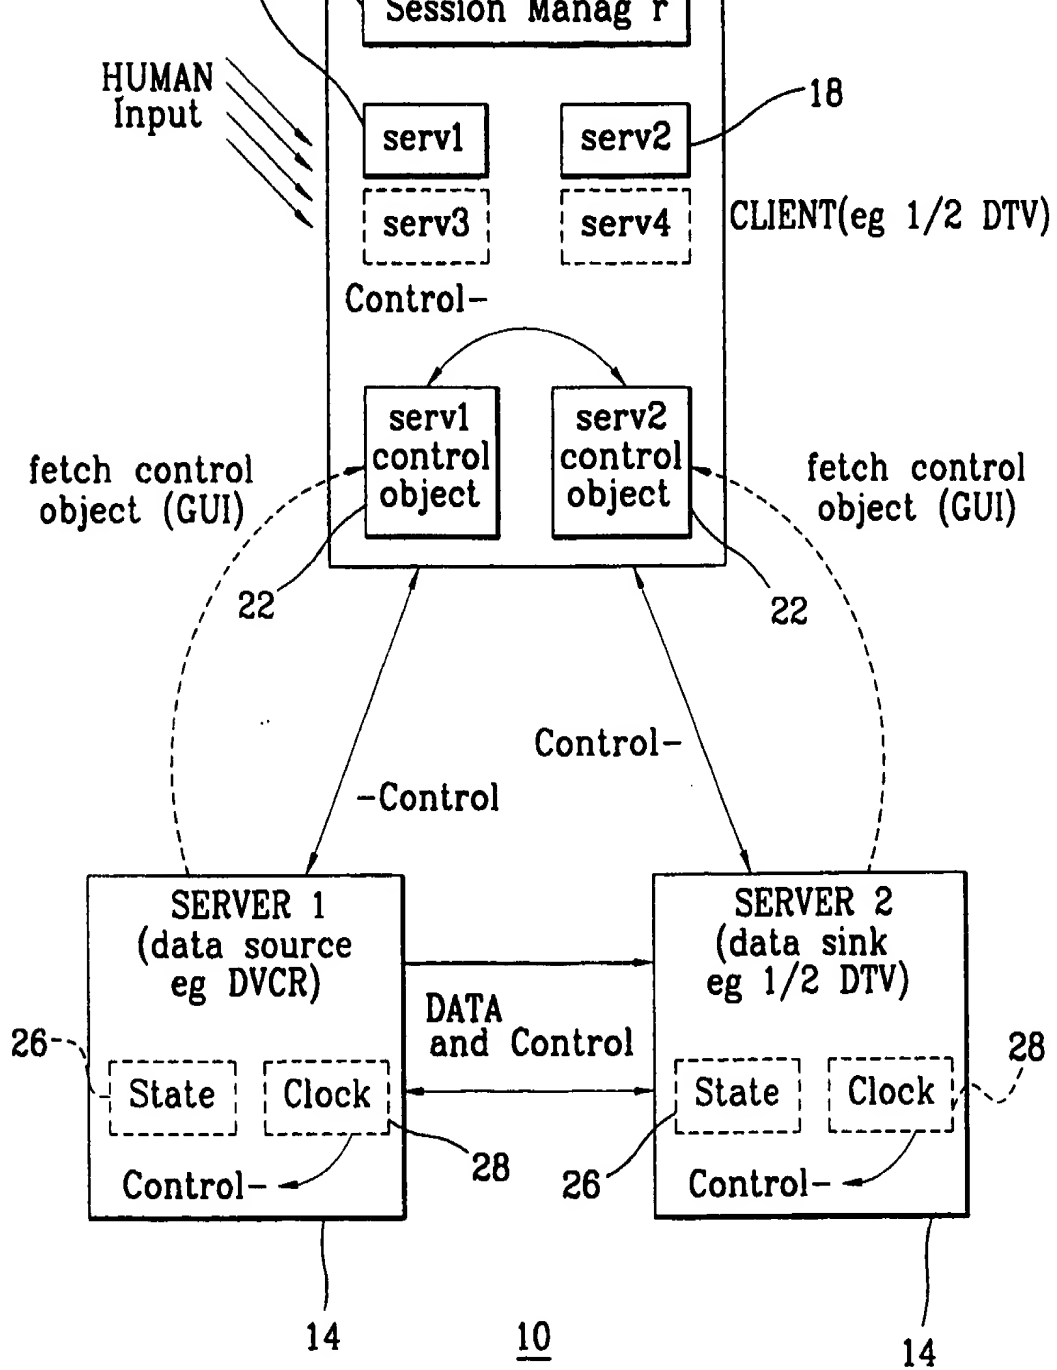 Session Manag r
HUMAN
Input
18
serv1
serv2
serv3
serv4
CLIENT(eg 1/2 DTV)
Control-
serv1
control
object
serv2
control
object
fetch control
object (GUI)
fetch control
object (GUI)
22
22
Control-
-Control
SERVER 1
(data source
eg DVCR)
SERVER 2
(data sink
eg 1/2 DTV)
DATA
and Control
26
State
Clock
28
Control-
State
Clock
28
26
Control-
14
10
14